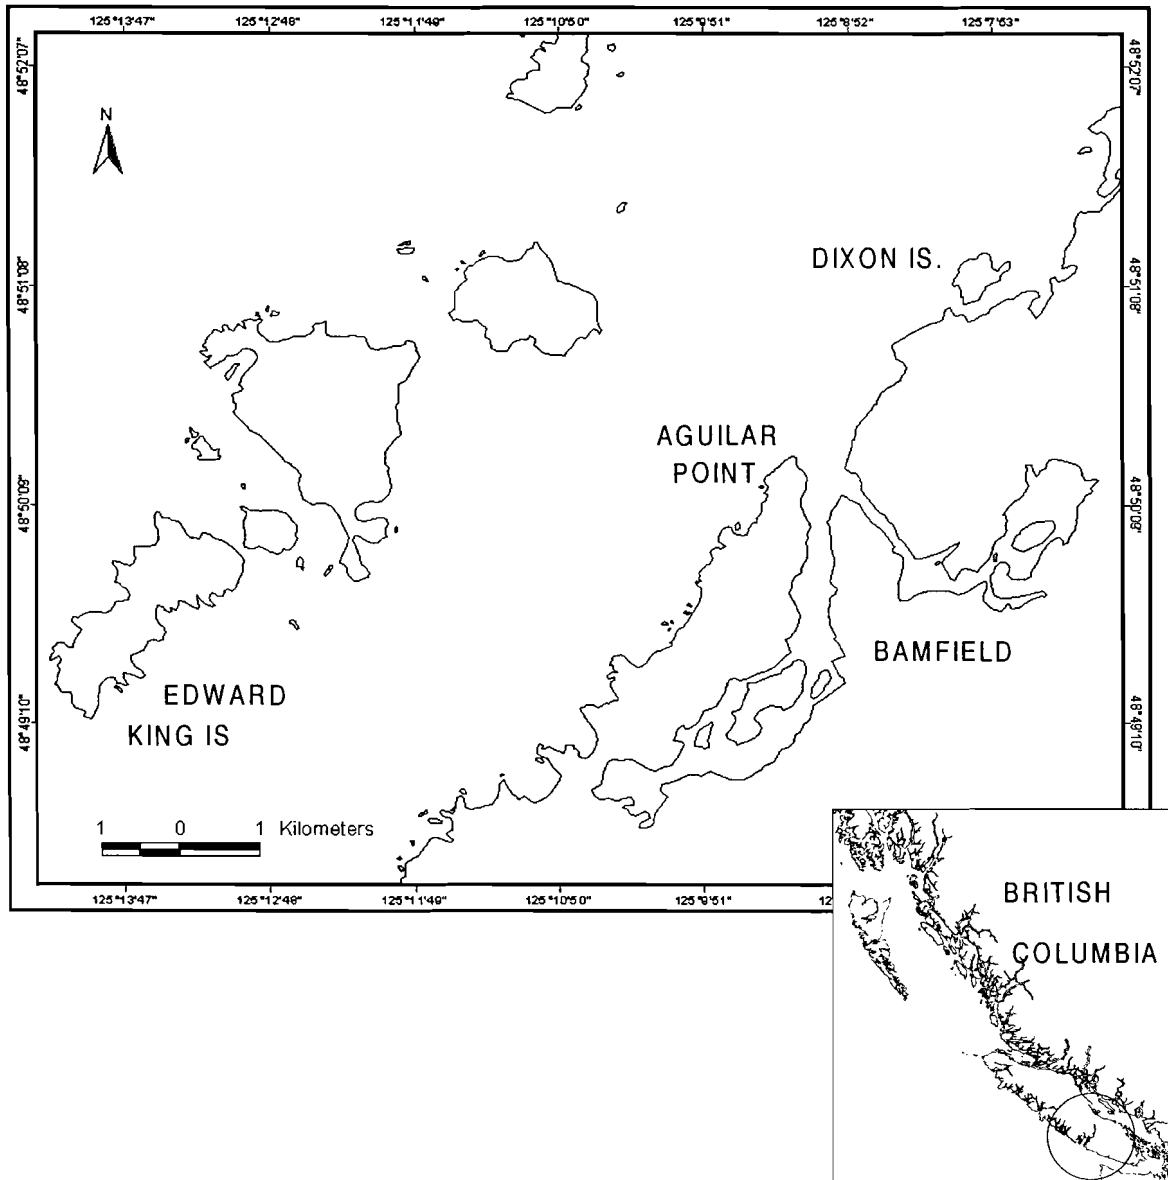 125°13'47" 125°12'48" 125°11'49" 125°10'50" 125°9'51" 125°8'52" 125°7'53"
48°52'07" 48°52'07"
N
DIXON IS.
48°51'08" 48°51'08"
AGUILAR
POINT
48°50'09" 48°50'09"
BAMFIELD
EDWARD
KING IS
48°49'10" 48°49'10"
1 0 1 Kilometers
125°13'47" 125°12'48" 125°11'49" 125°10'50" 125°9'51"
BRITISH
COLUMBIA